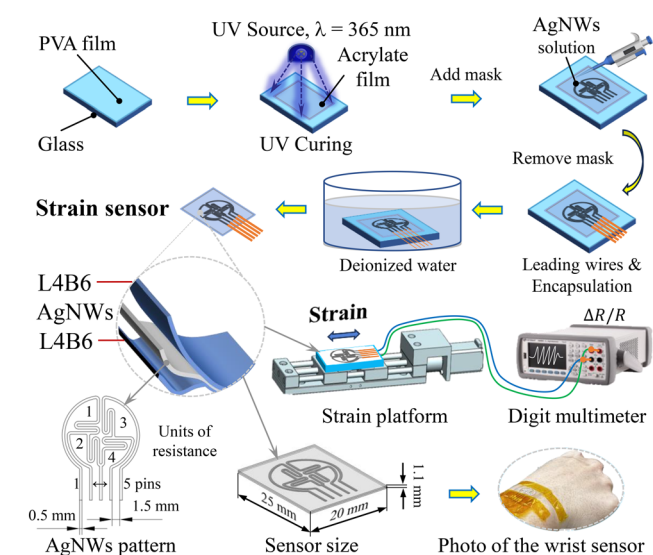 PVA film
Glass
UV Source, λ = 365 nm
Acrylate
film
UV Curing
Add mask
AgNWs
solution
Remove mask
Leading wires &
Encapsulation
Deionized water
Strain sensor
L4B6
AgNWs
L4B6
Strain
Strain platform
ΔR/R
Digit multimeter
1
2
3
4
1
5 pins
Units of
resistance
0.5 mm
1.5 mm
AgNWs pattern
25 mm
20 mm
1.1 mm
Sensor size
Photo of the wrist sensor